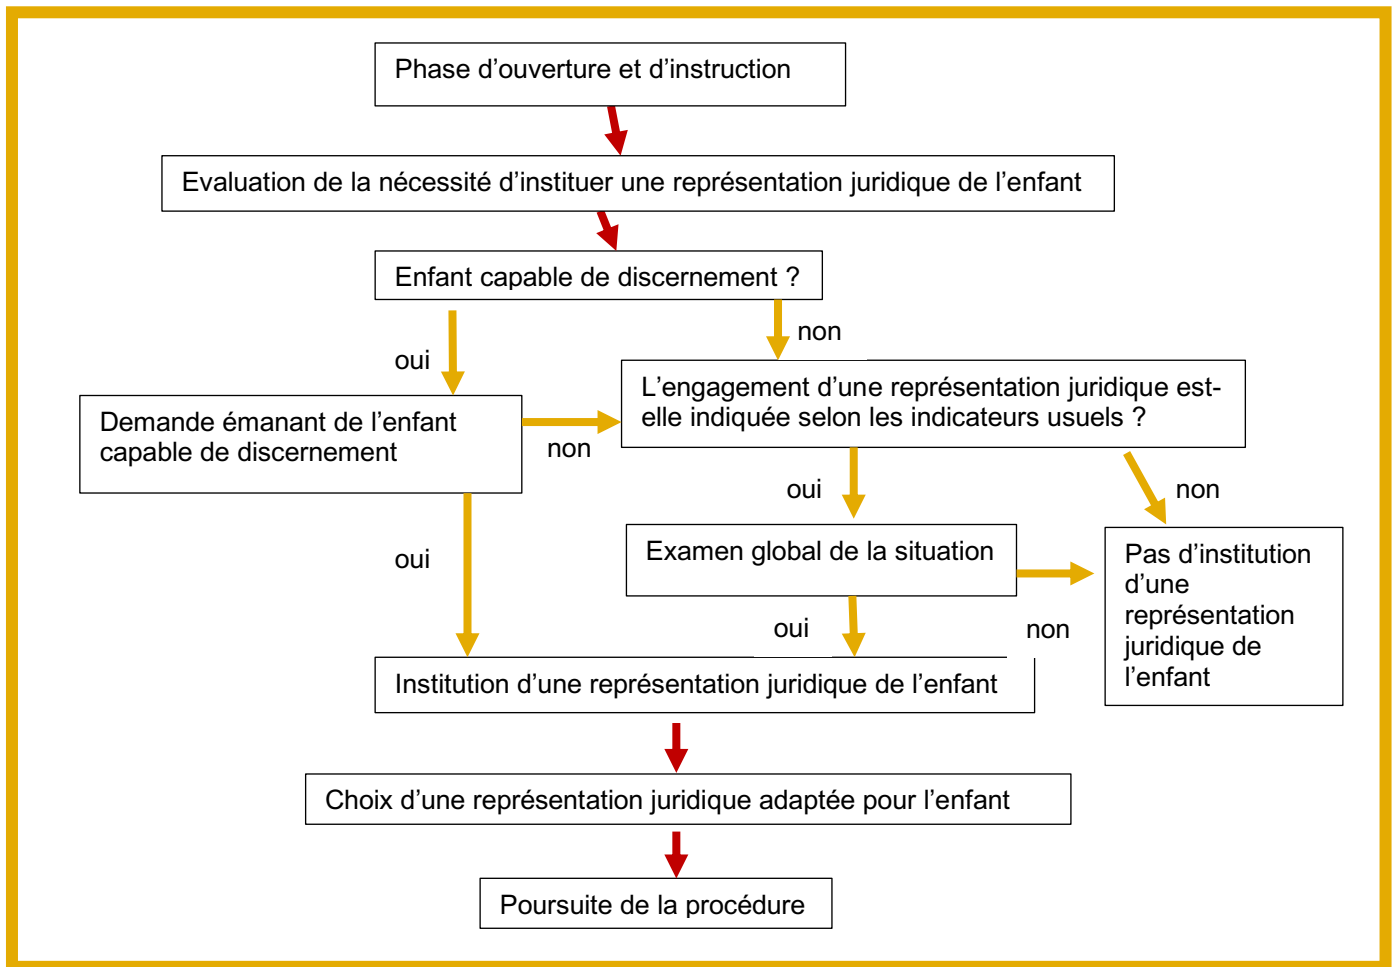 Phase d’ouverture et d’instruction
Evaluation de la nécessité d’instituer une représentation juridique de l’enfant
Enfant capable de discernement ?
oui
non
Demande émanant de l’enfant
capable de discernement
non
L’engagement d’une représentation juridique est-
elle indiquée selon les indicateurs usuels ?
oui
non
oui
Examen global de la situation
Pas d’institution
d’une
représentation
juridique de
l’enfant
oui
non
Institution d’une représentation juridique de l’enfant
Choix d’une représentation juridique adaptée pour l’enfant
Poursuite de la procédure